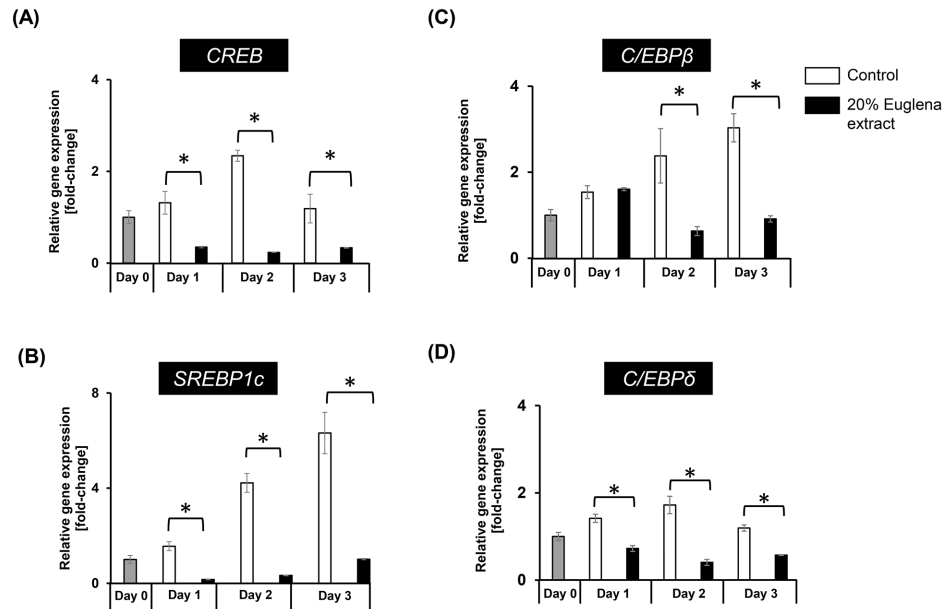 (A)
CREB
Relative gene expression
[fold-change]
4
2
0
*
*
*
Day 0
Day 1
Day 2
Day 3
(C)
C/EBPβ
Relative gene expression
[fold-change]
4
2
0
*
*
Day 0
Day 1
Day 2
Day 3
Control
20% Euglena
extract
(B)
SREBP1c
Relative gene expression
[fold-change]
8
4
0
*
*
*
Day 0
Day 1
Day 2
Day 3
(D)
C/EBPδ
Relative gene expression
[fold-change]
4
2
0
*
*
*
Day 0
Day 1
Day 2
Day 3